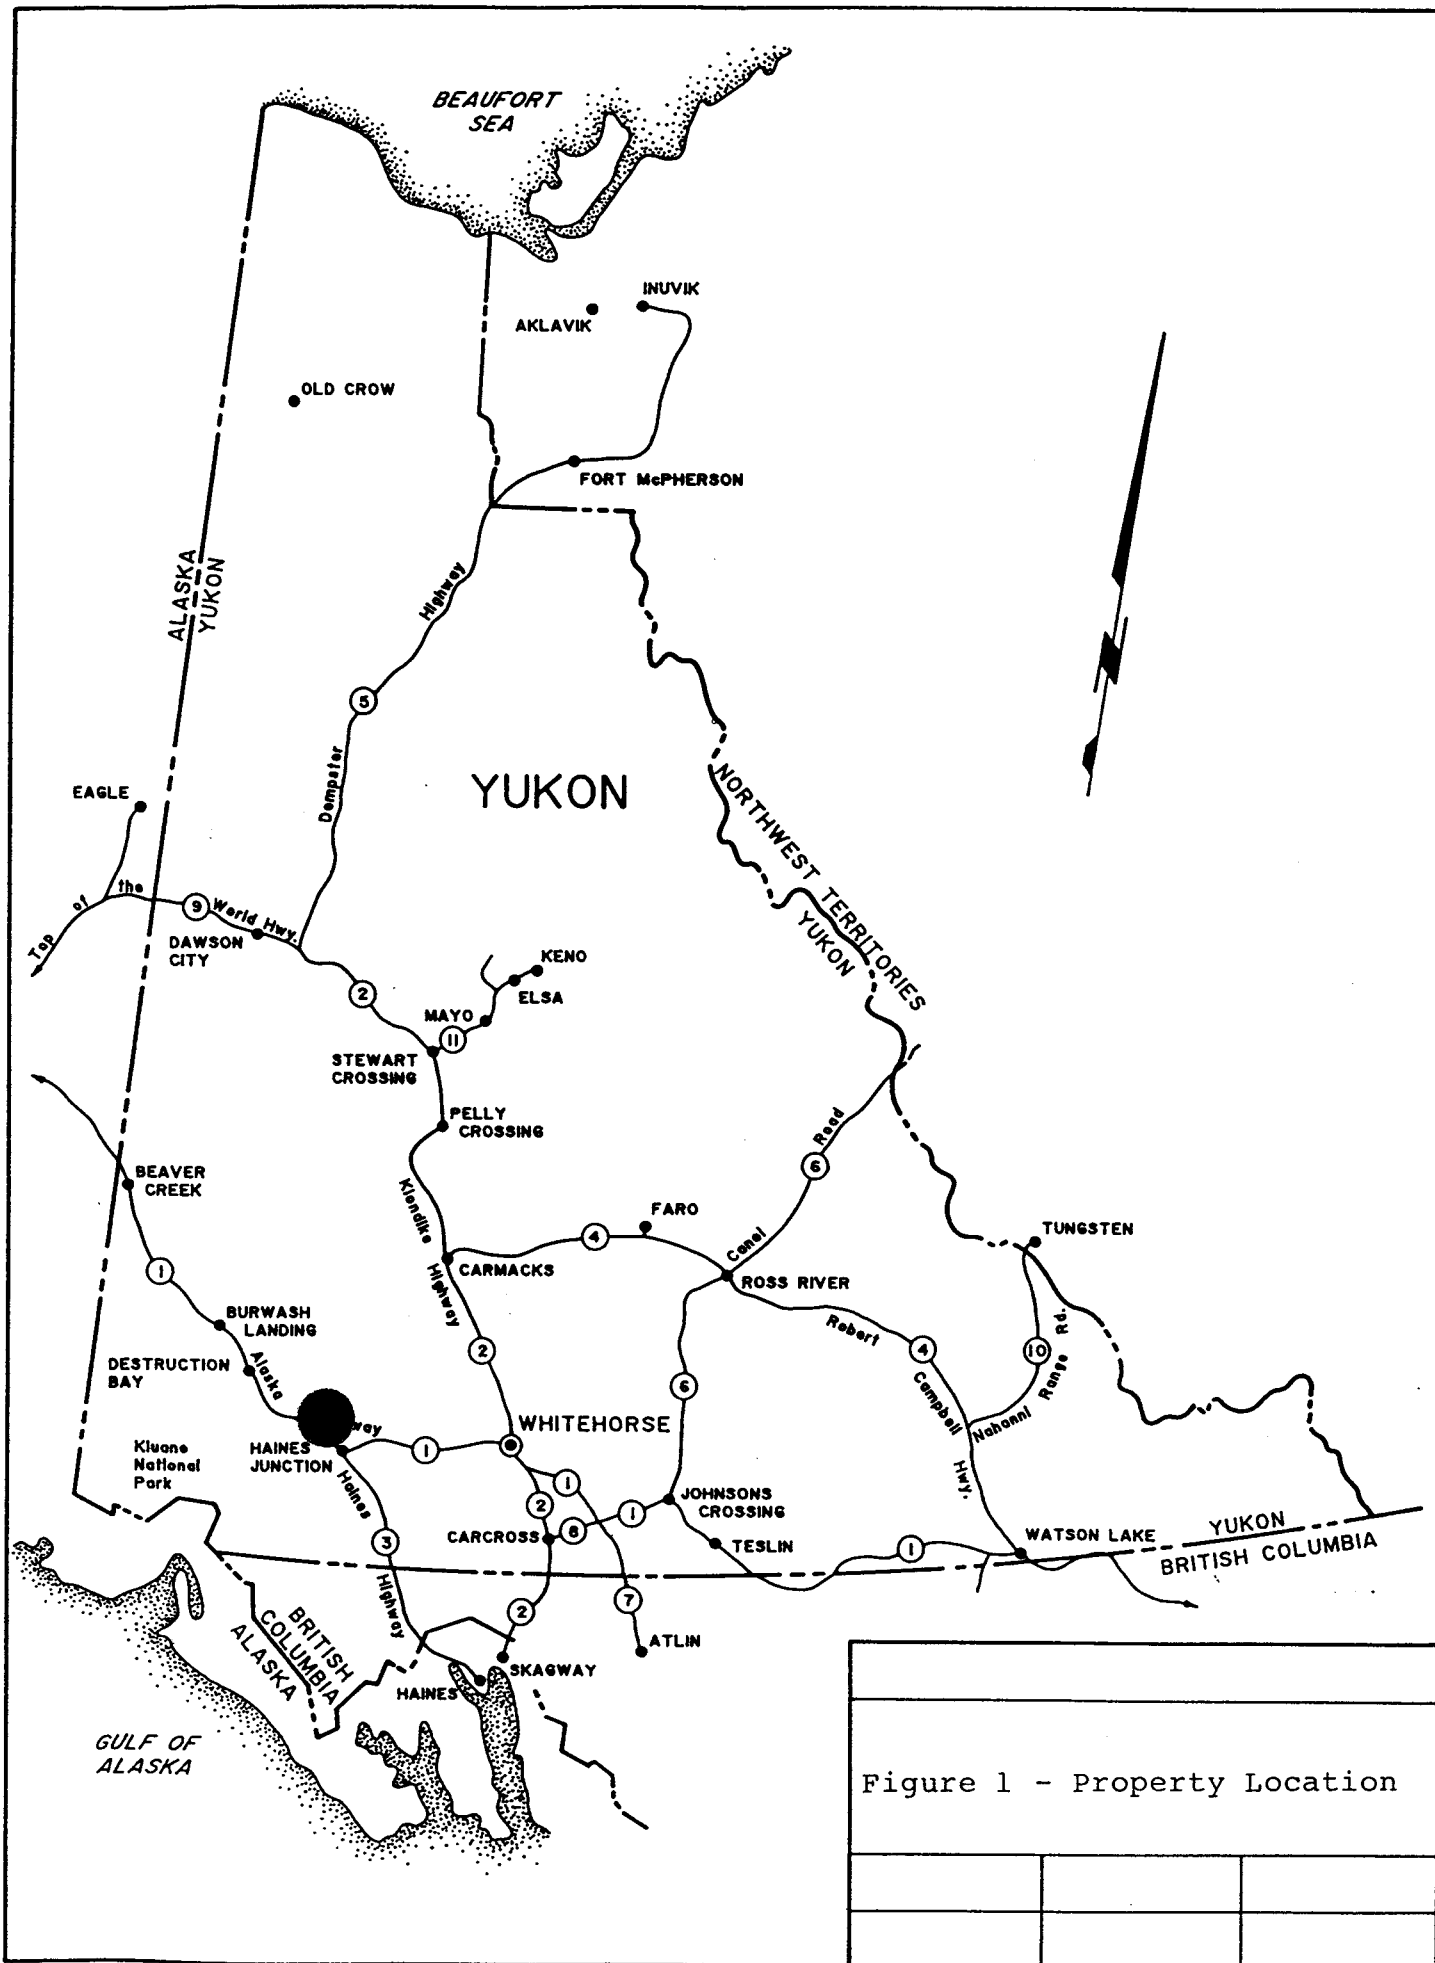 BEAUFORT
SEA
INUVIK
AKLAVIK
OLD CROW
FORT McPHERSON
ALASKA
YUKON
Highway
5
Dempster
YUKON
EAGLE
NORTHWEST TERRITORIES
YUKON
Top of the World Hwy.
9
DAWSON
CITY
2
KENO
ELSA
MAYO
11
STEWART
CROSSING
PELLY
CROSSING
BEAVER
CREEK
Klondike
Highway
Canol Road
6
FARO
4
TUNGSTEN
1
CARMACKS
ROSS RIVER
BURWASH
LANDING
2
Robert
Campbell
Hwy.
4
10
Nahanni Range Rd.
DESTRUCTION
BAY
Alaska
way
6
WHITEHORSE
Kluane
National
Park
HAINES
JUNCTION
1
1
2
JOHNSONS
CROSSING
Haines
Highway
3
CARCROSS
8
1
TESLIN
1
WATSON LAKE
YUKON
BRITISH COLUMBIA
2
7
ATLIN
BRITISH
COLUMBIA
ALASKA
SKAGWAY
HAINES
GULF OF
ALASKA
Figure 1 - Property Location